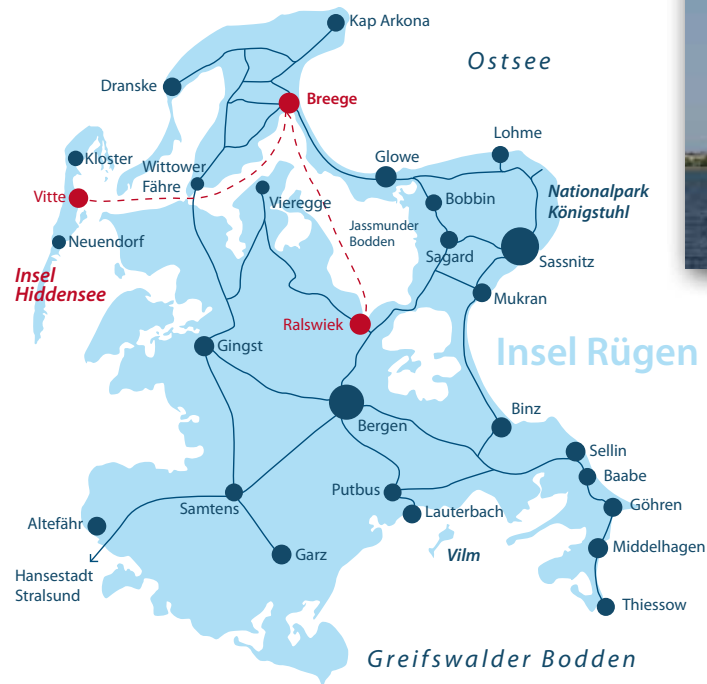 Kap Arkona
Ostsee
Dranske
Breege
Lohme
Kloster
Wittower
Fähre
Glowe
Vitte
Vieregge
Bobbin
Nationalpark
Königstuhl
Jassmunder
Bodden
Neuendorf
Sagard
Sassnitz
Insel
Hiddensee
Mukran
Ralswiek
Gingst
Insel Rügen
Binz
Bergen
Sellin
Baabe
Putbus
Samtens
Göhren
Lauterbach
Altefähr
Middelhagen
Garz
Vilm
Hansestadt
Stralsund
Thiessow
Greifswalder Bodden